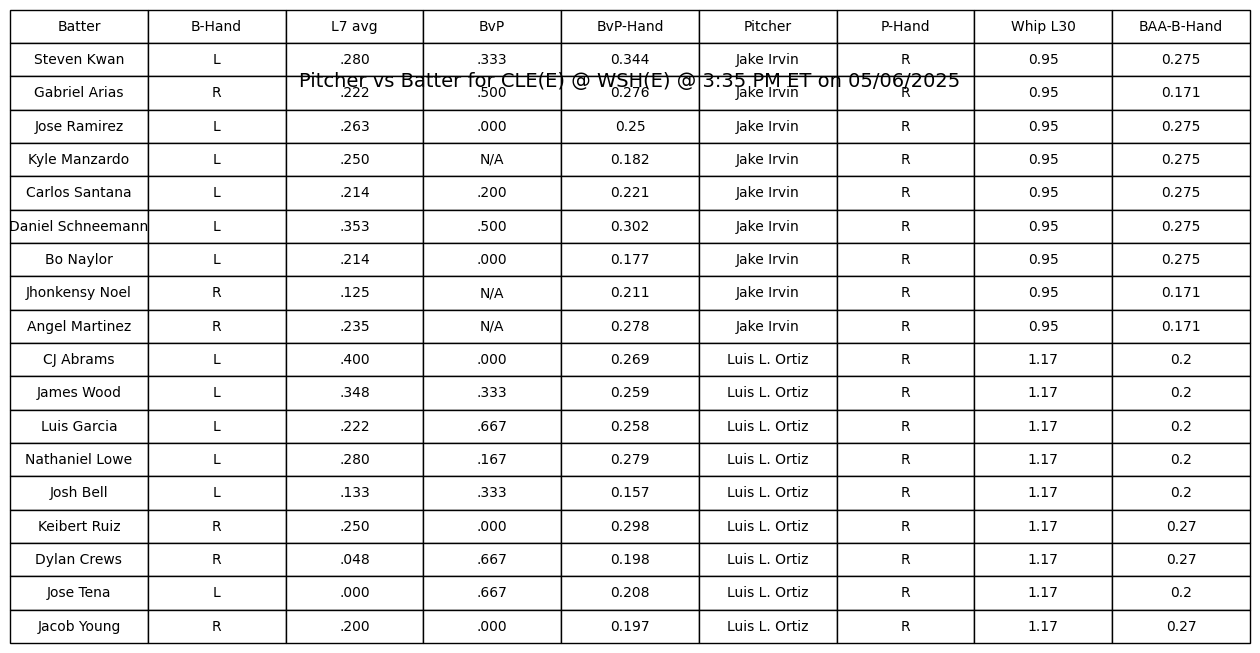 Batter B-Hand L7 avg BvP BvP-Hand Pitcher P-Hand Whip L30 BAA-B-Hand
Steven Kwan L .280 .333 0.344 Jake Irvin R 0.95 0.275
Pitcher vs Batter for CLE(E) @ WSH(E) @ 3:35 PM ET on 05/06/2025
Gabriel Arias R .222 .500 0.276 Jake Irvin R 0.95 0.171
Jose Ramirez L .263 .000 0.25 Jake Irvin R 0.95 0.275
Kyle Manzardo L .250 N/A 0.182 Jake Irvin R 0.95 0.275
Carlos Santana L .214 .200 0.221 Jake Irvin R 0.95 0.275
Daniel Schneemann L .353 .500 0.302 Jake Irvin R 0.95 0.275
Bo Naylor L .214 .000 0.177 Jake Irvin R 0.95 0.275
Jhonkensy Noel R .125 N/A 0.211 Jake Irvin R 0.95 0.171
Angel Martinez R .235 N/A 0.278 Jake Irvin R 0.95 0.171
CJ Abrams L .400 .000 0.269 Luis L. Ortiz R 1.17 0.2
James Wood L .348 .333 0.259 Luis L. Ortiz R 1.17 0.2
Luis Garcia L .222 .667 0.258 Luis L. Ortiz R 1.17 0.2
Nathaniel Lowe L .280 .167 0.279 Luis L. Ortiz R 1.17 0.2
Josh Bell L .133 .333 0.157 Luis L. Ortiz R 1.17 0.2
Keibert Ruiz R .250 .000 0.298 Luis L. Ortiz R 1.17 0.27
Dylan Crews R .048 .667 0.198 Luis L. Ortiz R 1.17 0.27
Jose Tena L .000 .667 0.208 Luis L. Ortiz R 1.17 0.2
Jacob Young R .200 .000 0.197 Luis L. Ortiz R 1.17 0.27